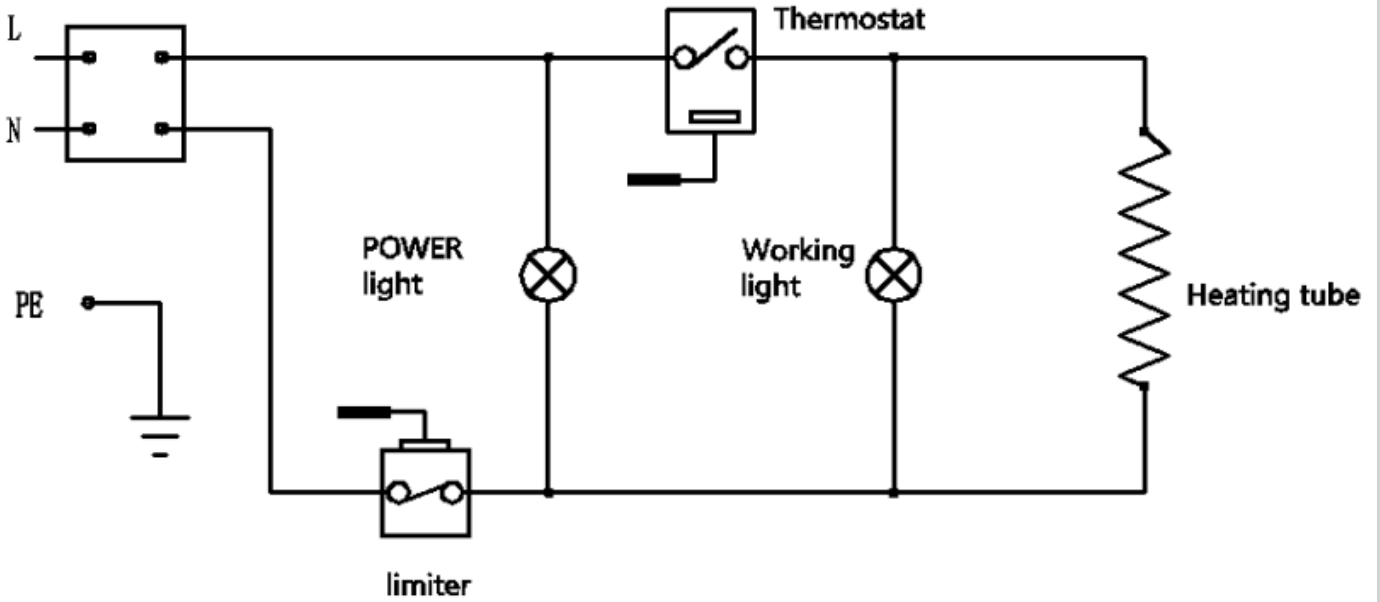 L
Thermostat
N
POWER
light
Working
light
PE
Heating tube
limiter